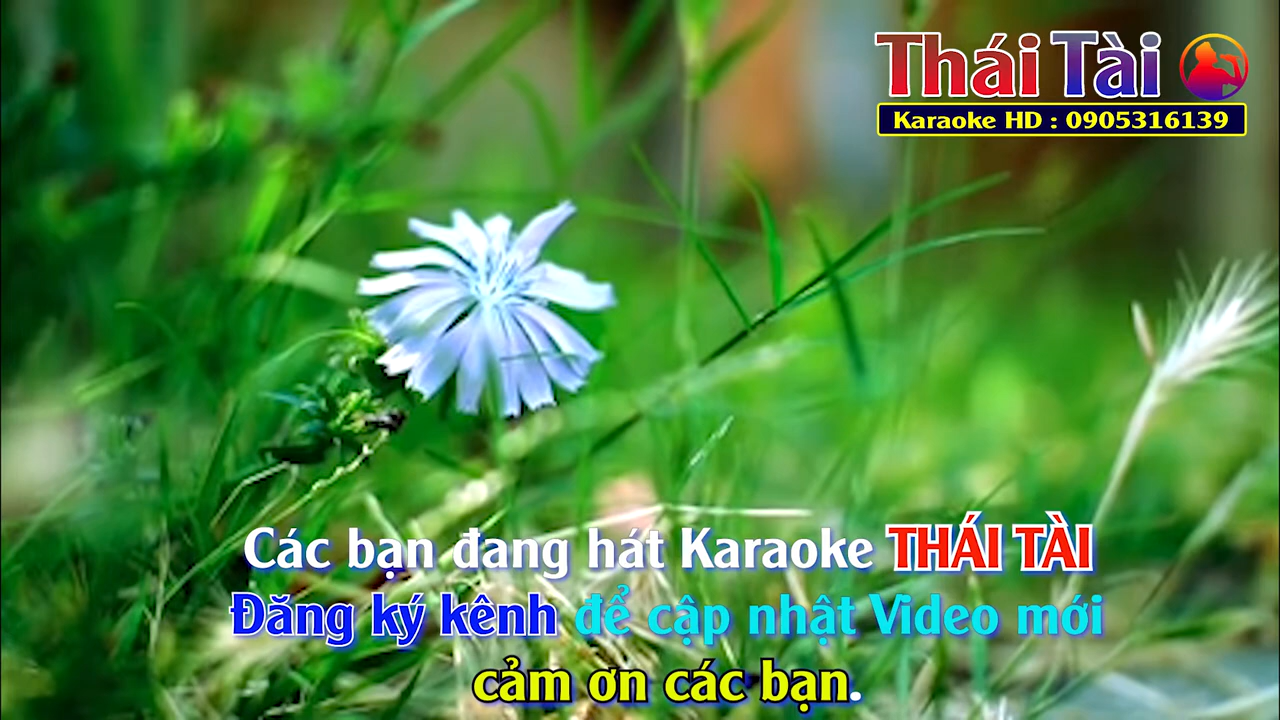 Thái Tài
Karaoke HD : 0905316139
Các bạn đang hát Karaoke THÁI TÀI
Đăng ký kênh để cập nhật Video mới
cảm ơn các bạn.